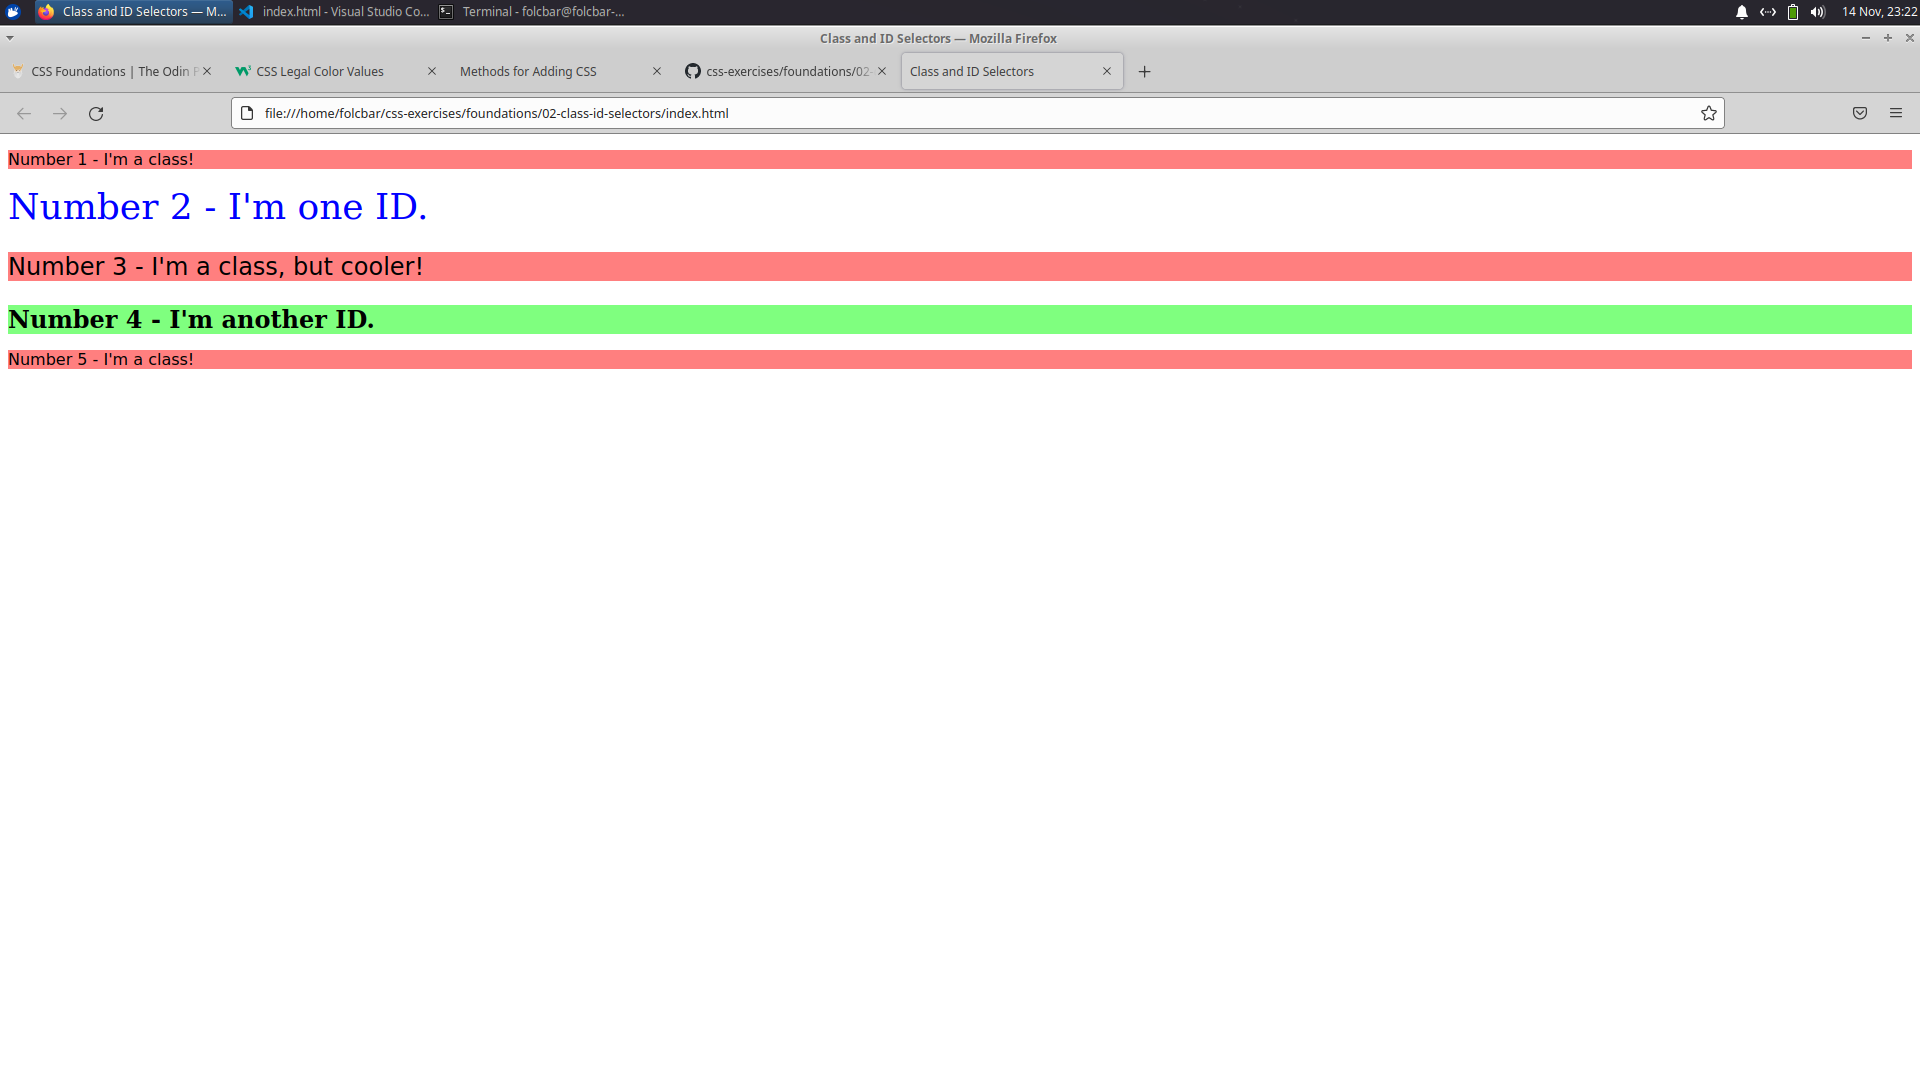 Class and ID Selectors — M...
index.html - Visual Studio Co...
Terminal - folcbar@folcbar-...
14 Nov, 23:22
Class and ID Selectors — Mozilla Firefox
CSS Foundations | The Odin P
CSS Legal Color Values
Methods for Adding CSS
css-exercises/foundations/02-
Class and ID Selectors
file:///home/folcbar/css-exercises/foundations/02-class-id-selectors/index.html
Number 1 - I'm a class!
Number 2 - I'm one ID.
Number 3 - I'm a class, but cooler!
Number 4 - I'm another ID.
Number 5 - I'm a class!